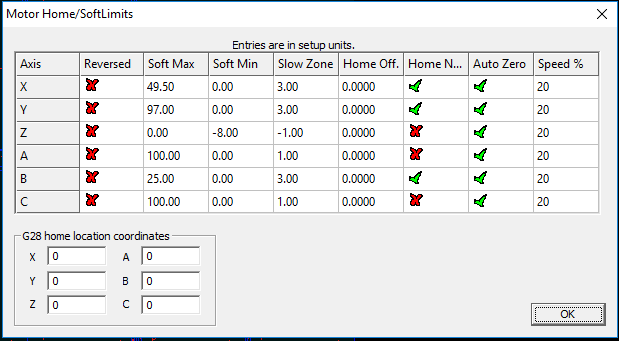 Motor Home/SoftLimits
Entries are in setup units.
Axis Reversed Soft Max Soft Min Slow Zone Home Off. Home N... Auto Zero Speed %
X 49.50 0.00 3.00 0.0000 20
Y 97.00 0.00 3.00 0.0000 20
Z 0.00 -8.00 -1.00 0.0000 20
A 100.00 0.00 1.00 0.0000 20
B 25.00 0.00 3.00 0.0000 20
C 100.00 0.00 1.00 0.0000 20
G28 home location coordinates
X 0 A 0
Y 0 B 0
Z 0 C 0
OK